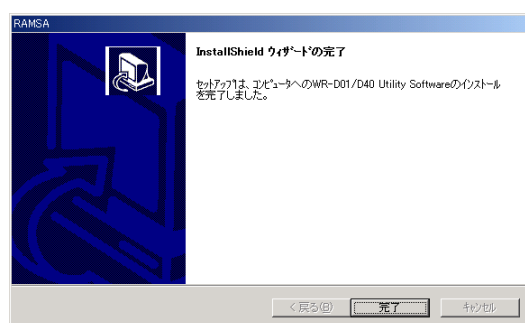 RAMSA
InstallShield ウィザードの完了
セットアップは、コンピュータへのWR-D01/D40 Utility Softwareのインストール
を完了しました。
< 戻る(B)
完了
キャンセル